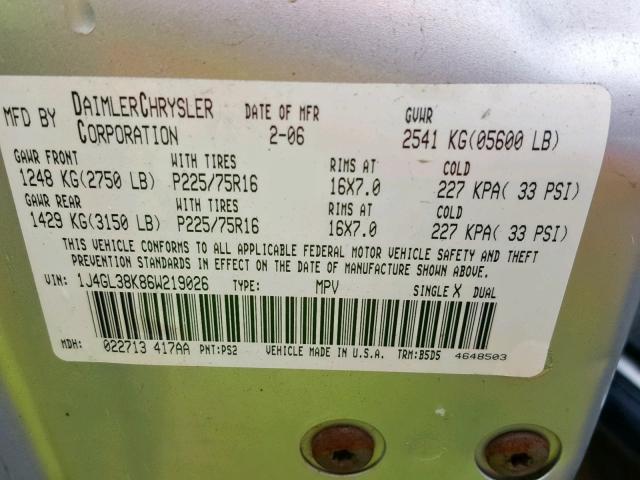 MFD BY DAIMLERCHRYSLER CORPORATION DATE OF MFR 2-06 GVWR 2541 KG(05600 LB)
GAWR FRONT WITH TIRES RIMS AT COLD
1248 KG(2750 LB) P225/75R16 16X7.0 227 KPA( 33 PSI)
GAWR REAR WITH TIRES RIMS AT COLD
1429 KG(3150 LB) P225/75R16 16X7.0 227 KPA( 33 PSI)
THIS VEHICLE CONFORMS TO ALL APPLICABLE FEDERAL MOTOR VEHICLE SAFETY AND THEFT
PREVENTION STANDARDS IN EFFECT ON THE DATE OF MANUFACTURE SHOWN ABOVE.
VIN: 1J4GL38K86W219026 TYPE: MPV SINGLE X DUAL
MDH: 022713 417AA PNT:PS2 VEHICLE MADE IN U.S.A. TRM:B5D5 4648503